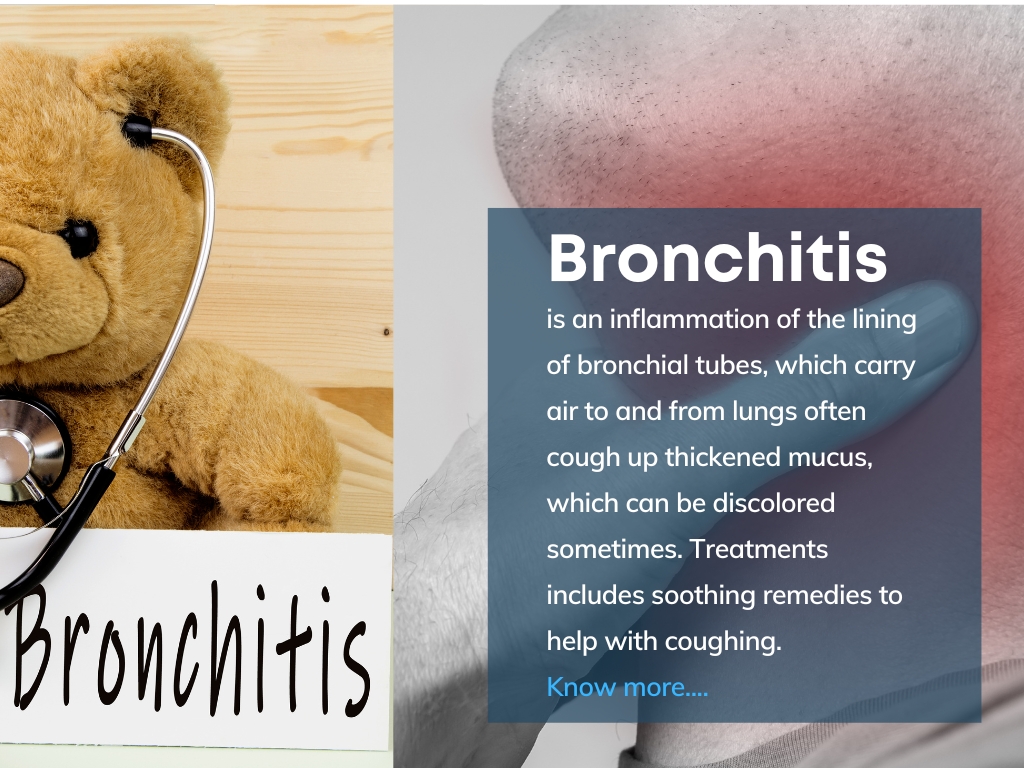 Bronchitis
Bronchitis
is an inflammation of the lining
of bronchial tubes, which carry
air to and from lungs often
cough up thickened mucus,
which can be discolored
sometimes. Treatments
includes soothing remedies to
help with coughing.
Know more....